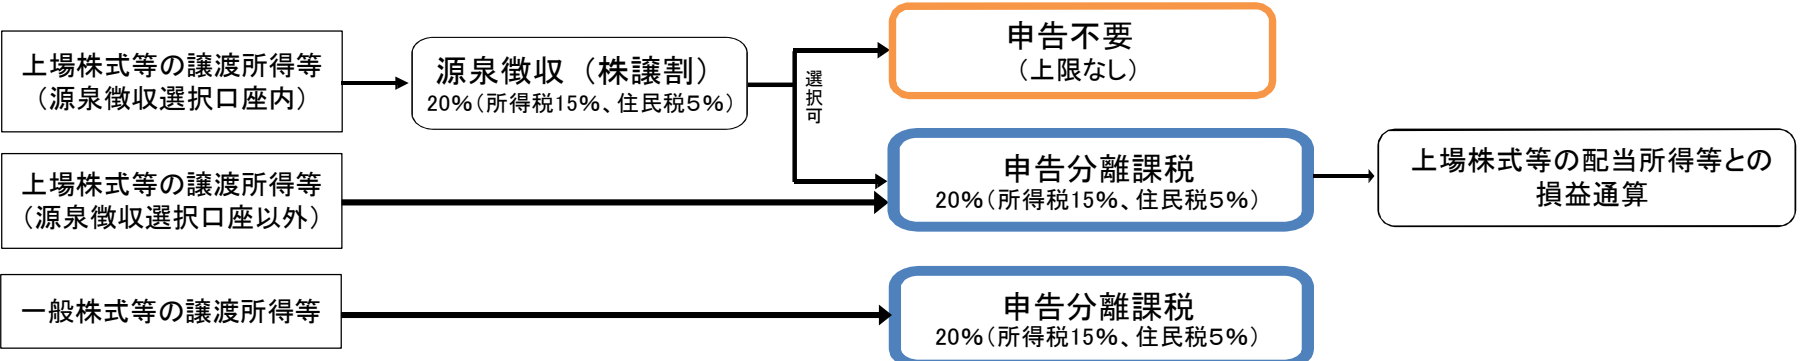 上場株式等の譲渡所得等
（源泉徴収選択口座内）
源泉徴収（株譲割）
20％（所得税15％、住民税５％）
選択可
申告不要
（上限なし）
上場株式等の譲渡所得等
（源泉徴収選択口座以外）
申告分離課税
20％（所得税15％、住民税５％）
上場株式等の配当所得等との
損益通算
一般株式等の譲渡所得等
申告分離課税
20％（所得税15％、住民税５％）